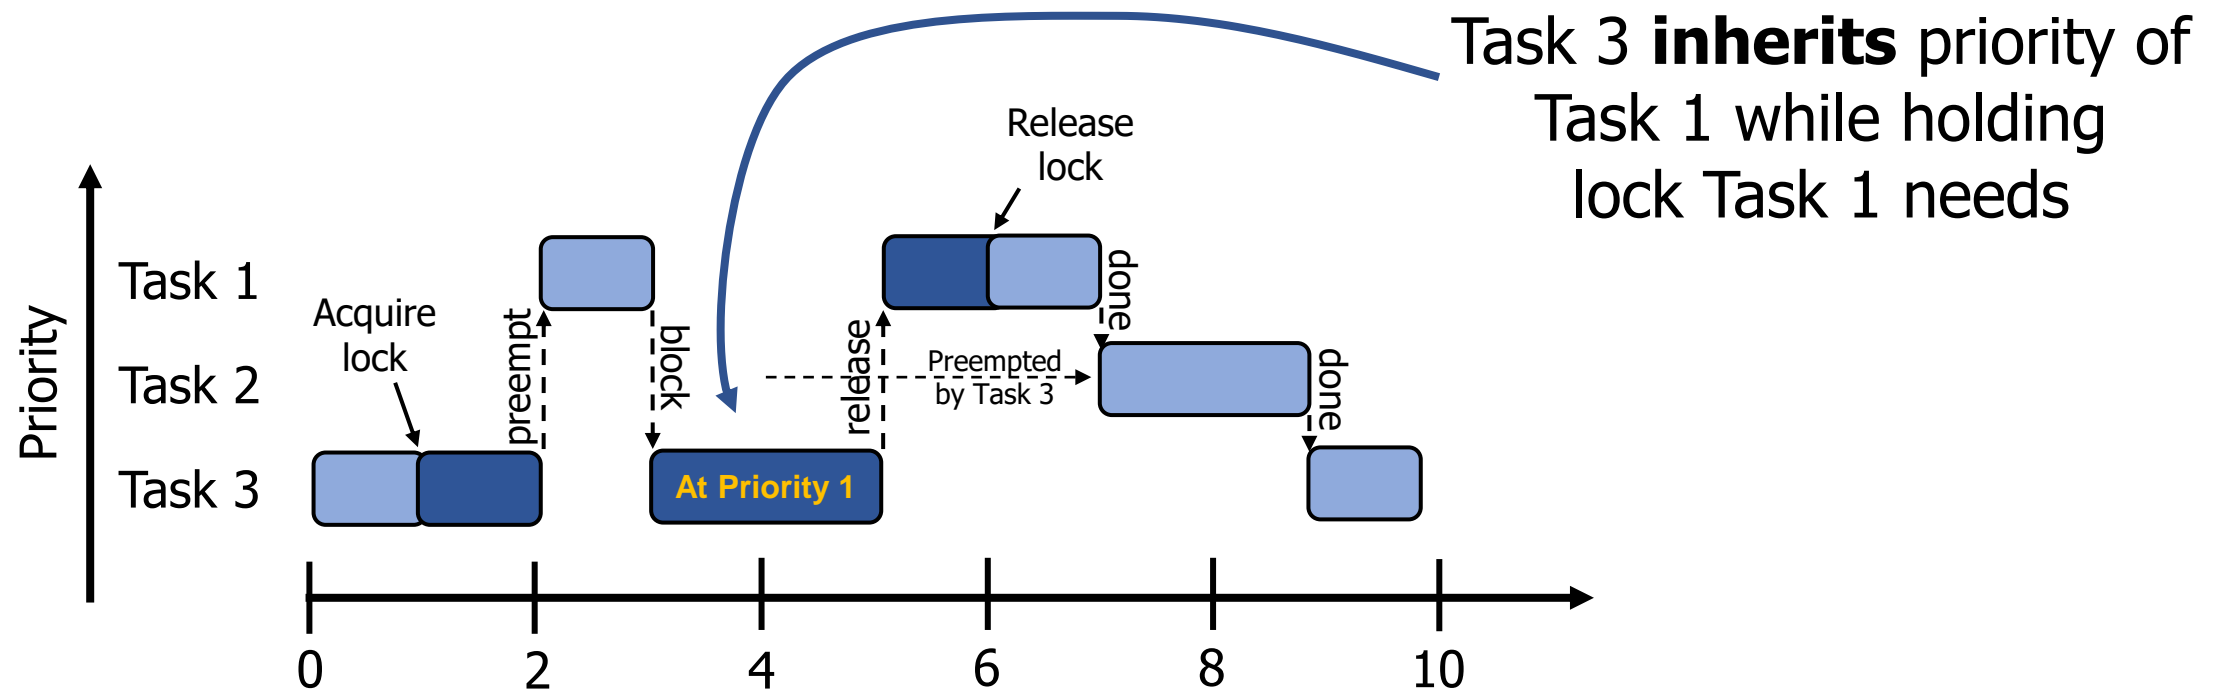 Task 3 inherits priority of
Task 1 while holding
lock Task 1 needs
Release
lock
Priority
Task 1
Task 2
Task 3
Acquire
lock
preempt
block
release
Preempted
by Task 3
done
done
At Priority 1
0 2 4 6 8 10